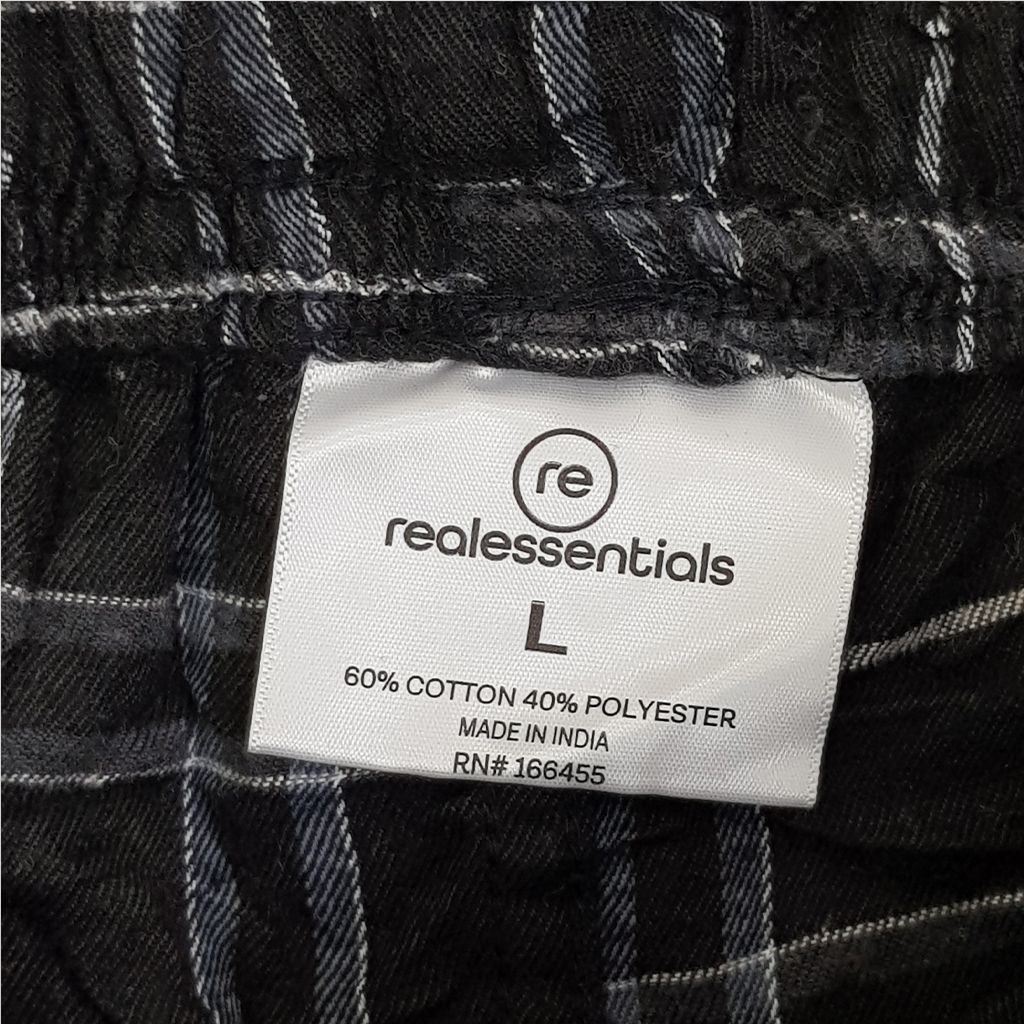 re
realessentials
L
60% COTTON 40% POLYESTER
MADE IN INDIA
RN# 166455